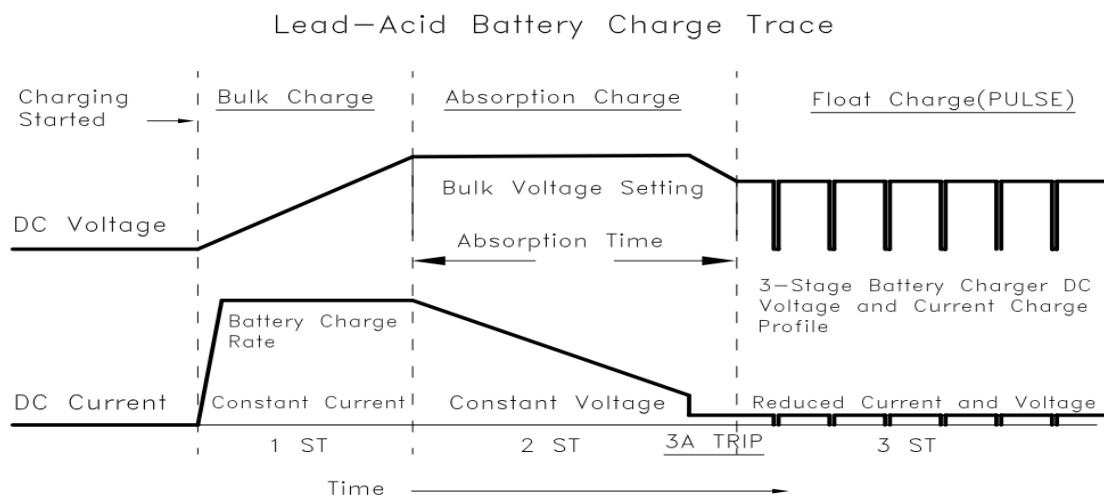 Lead-Acid Battery Charge Trace
Charging
Started
Bulk Charge
Absorption Charge
Float Charge(PULSE)
Bulk Voltage Setting
DC Voltage
Absorption Time
3-Stage Battery Charger DC
Voltage and Current Charge
Profile
Battery Charge
Rate
DC Current
Constant Current
Constant Voltage
Reduced Current and Voltage
1 ST
2 ST
3A TRIP
3 ST
Time